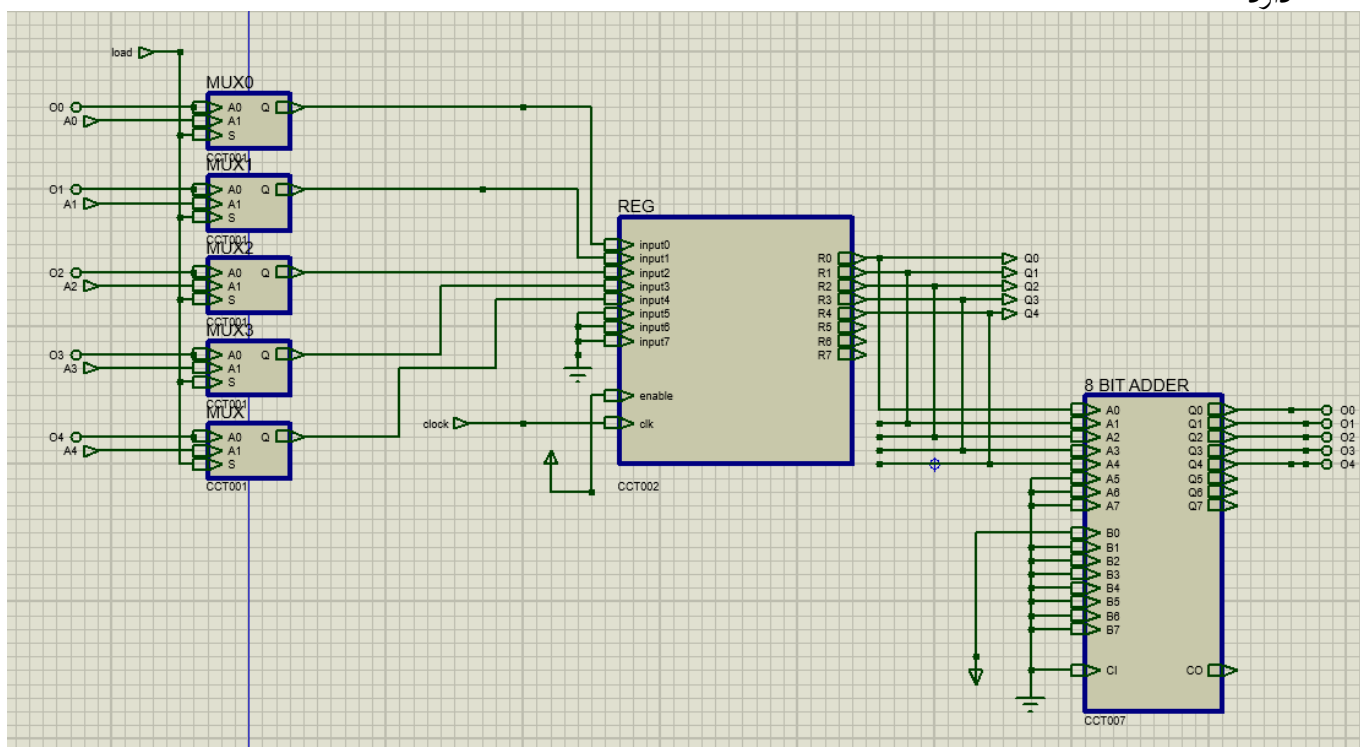 دارد
load
MUX0
O0 A0 Q
A0 A1
S
CCT001
MUX1
O1 A0 Q
A1 A1
S
CCT001
MUX2
O2 A0 Q
A2 A1
S
CCT001
MUX3
O3 A0 Q
A3 A1
S
CCT001
MUX
O4 A0 Q
A4 A1
S
CCT001
REG
input0 R0
input1 R1
input2 R2
input3 R3
input4 R4
input5 R5
input6 R6
input7 R7
enable
clock clk
CCT002
Q0
Q1
Q2
Q3
Q4
8 BIT ADDER
A0 Q0 O0
A1 Q1 O1
A2 Q2 O2
A3 Q3 O3
A4 Q4 O4
A5 Q5
A6 Q6
A7 Q7
B0
B1
B2
B3
B4
B5
B6
B7
CI CO
CCT007